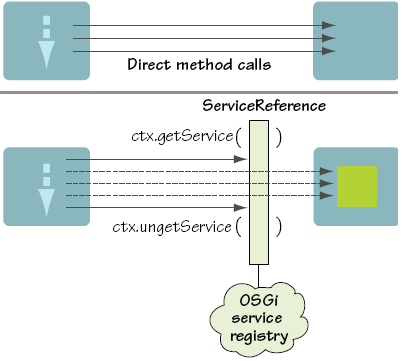 Direct method calls
ServiceReference
ctx.getService( )
ctx.ungetService( )
OSGi
service
registry